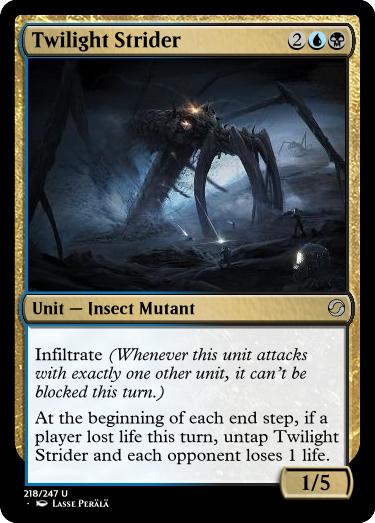 Twilight Strider 2
Unit — Insect Mutant
Infiltrate (Whenever this unit attacks
with exactly one other unit, it can't be
blocked this turn.)
At the beginning of each end step, if a
player lost life this turn, untap Twilight
Strider and each opponent loses 1 life.
1/5
218/247 U
· Lasse Perälä